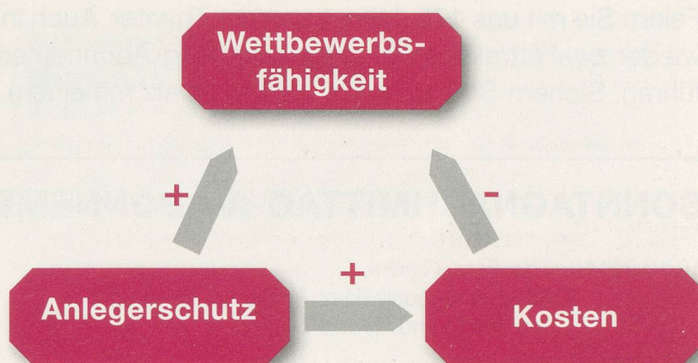 Wettbewerbs-
fähigkeit
+
-
+
Anlegerschutz
Kosten